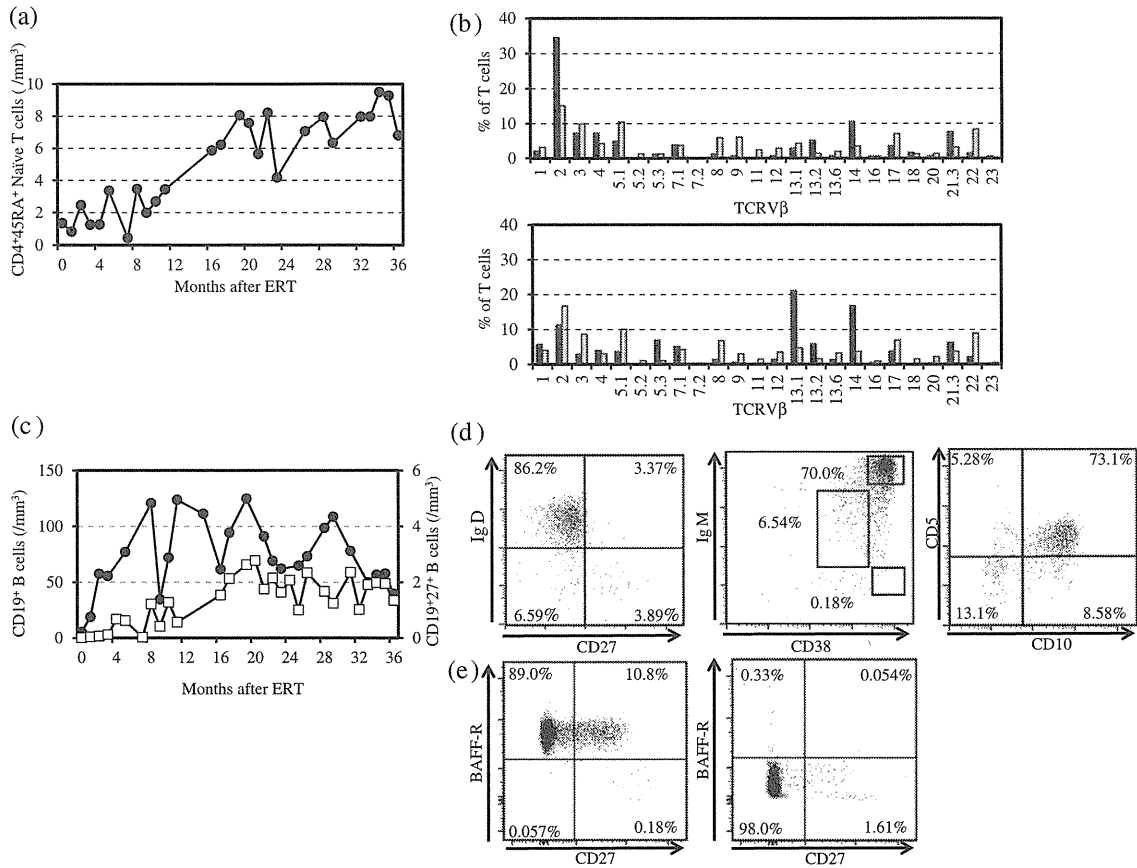 (a)
CD4+45RA+ Naïve T cells (/mm3)
10
8
6
4
2
0
0 4 8 12 16 20 24 28 32 36
Months after ERT
(b)
% of T cells
40
30
20
10
0
1 2 3 4 5.1 5.2 5.3 7.1 7.2 8 9 11 12 13.1 13.2 13.6 14 16 17 18 20 21.3 22 23
TCRVβ
% of T cells
40
30
20
10
0
1 2 3 4 5.1 5.2 5.3 7.1 7.2 8 9 11 12 13.1 13.2 13.6 14 16 17 18 20 21.3 22 23
TCRVβ
(c)
CD19+ B cells (/mm3)
150
100
50
0
6
4
2
0
CD19+27+ B cells (/mm3)
0 4 8 12 16 20 24 28 32 36
Months after ERT
(d)
IgD
86.2% 3.37%
6.59% 3.89%
CD27
IgM
70.0%
6.54%
0.18%
CD38
CD5
5.28% 73.1%
13.1% 8.58%
CD10
(e)
BAFF-R
89.0% 10.8%
0.057% 0.18%
CD27
BAFF-R
0.33% 0.054%
98.0% 1.61%
CD27